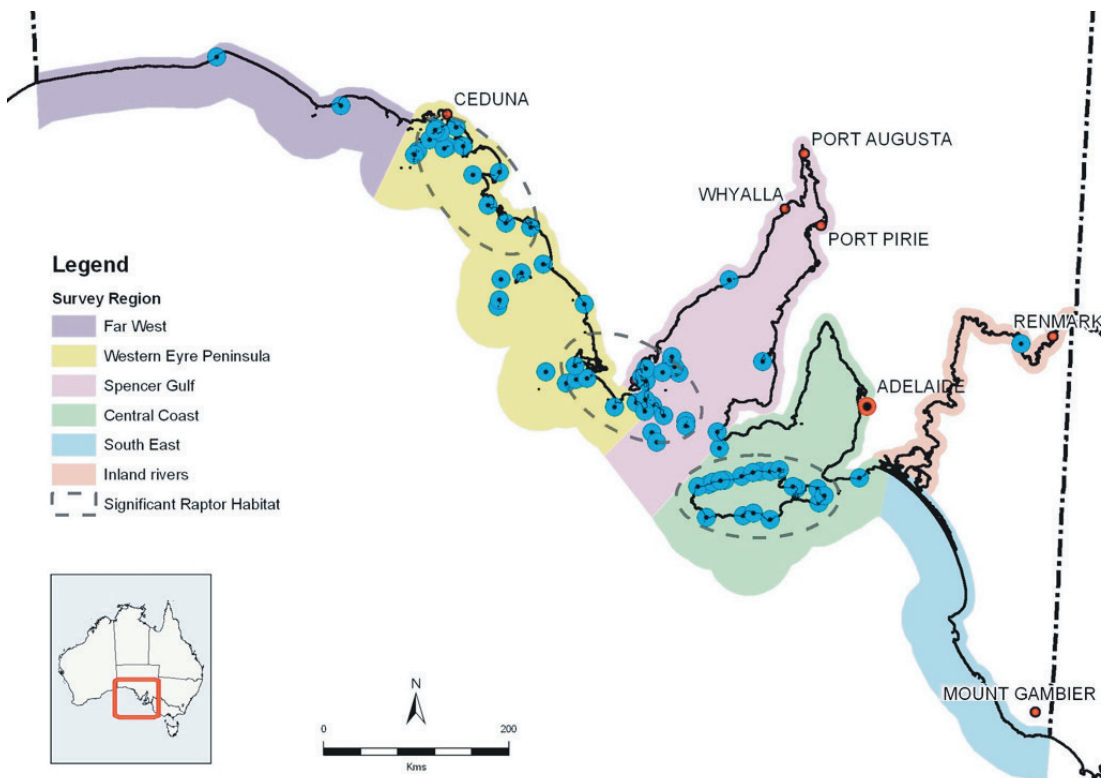 CEDUNA
PORT AUGUSTA
WHYALLA
PORT PIRIE
RENMARK
ADELAIDE
MOUNT GAMBIER
Legend
Survey Region
Far West
Western Eyre Peninsula
Spencer Gulf
Central Coast
South East
Inland rivers
Significant Raptor Habitat
N
0 200
Kms